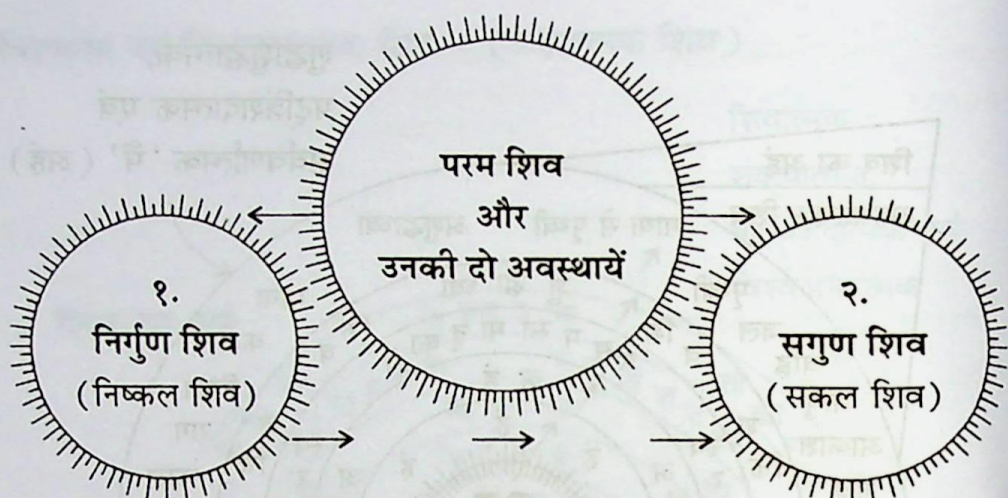 परम शिव
और
उनकी दो अवस्थायें
१.
निर्गुण शिव
(निष्कल शिव)
२.
सगुण शिव
(सकल शिव)